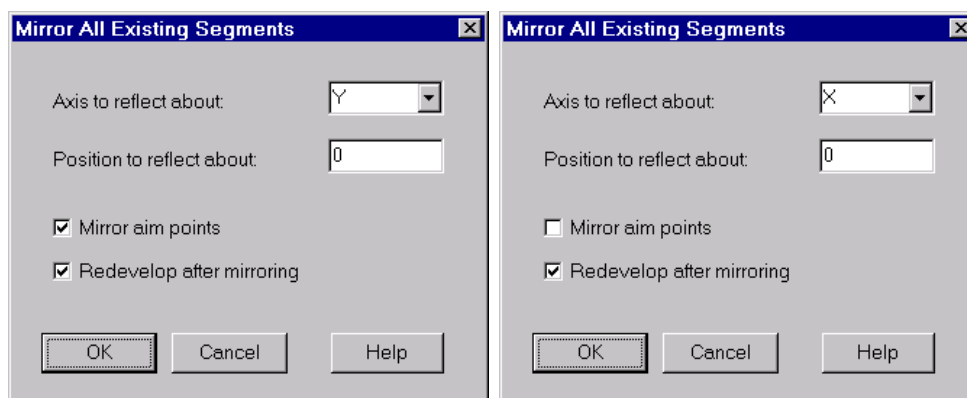 Mirror All Existing Segments
Axis to reflect about: Y
Position to reflect about: 0
Mirror aim points
Redevelop after mirroring
OK Cancel Help
Mirror All Existing Segments
Axis to reflect about: X
Position to reflect about: 0
Mirror aim points
Redevelop after mirroring
OK Cancel Help